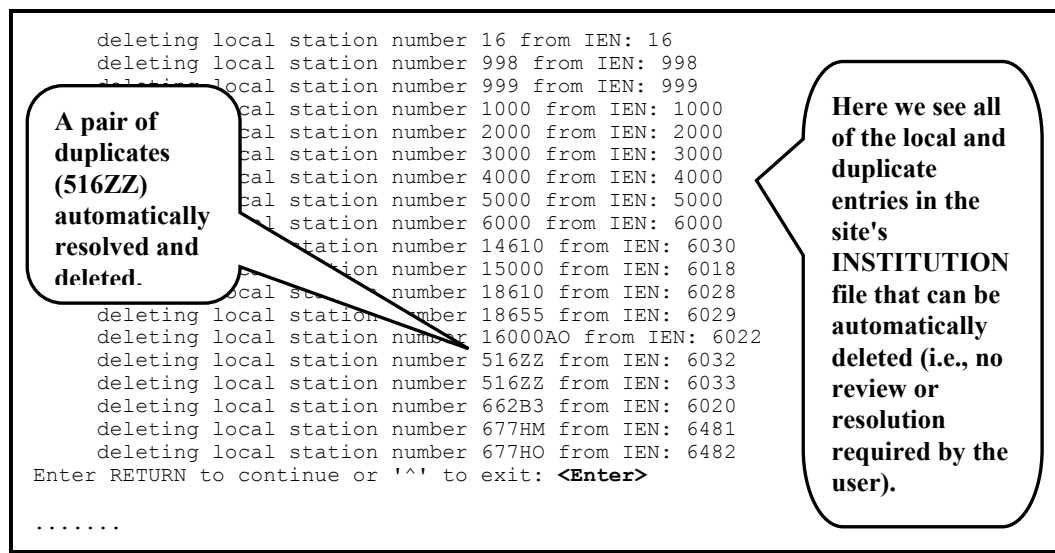 deleting local station number 16 from IEN: 16
deleting local station number 998 from IEN: 998
local station number 999 from IEN: 999
cal station number 1000 from IEN: 1000
cal station number 2000 from IEN: 2000
cal station number 3000 from IEN: 3000
cal station number 4000 from IEN: 4000
cal station number 5000 from IEN: 5000
station number 6000 from IEN: 6000
station number 14610 from IEN: 6030
station number 15000 from IEN: 6018
local station number 18610 from IEN: 6028
deleting local station number 18655 from IEN: 6029
deleting local station number 16000AO from IEN: 6022
deleting local station number 516ZZ from IEN: 6032
deleting local station number 516ZZ from IEN: 6033
deleting local station number 662B3 from IEN: 6020
deleting local station number 677HM from IEN: 6481
deleting local station number 677HO from IEN: 6482
Enter RETURN to continue or '^' to exit: <Enter>
.......
A pair of
duplicates
(516ZZ)
automatically
resolved and
deleted.
Here we see all
of the local and
duplicate
entries in the
site's
INSTITUTION
file that can be
automatically
deleted (i.e., no
review or
resolution
required by the
user).